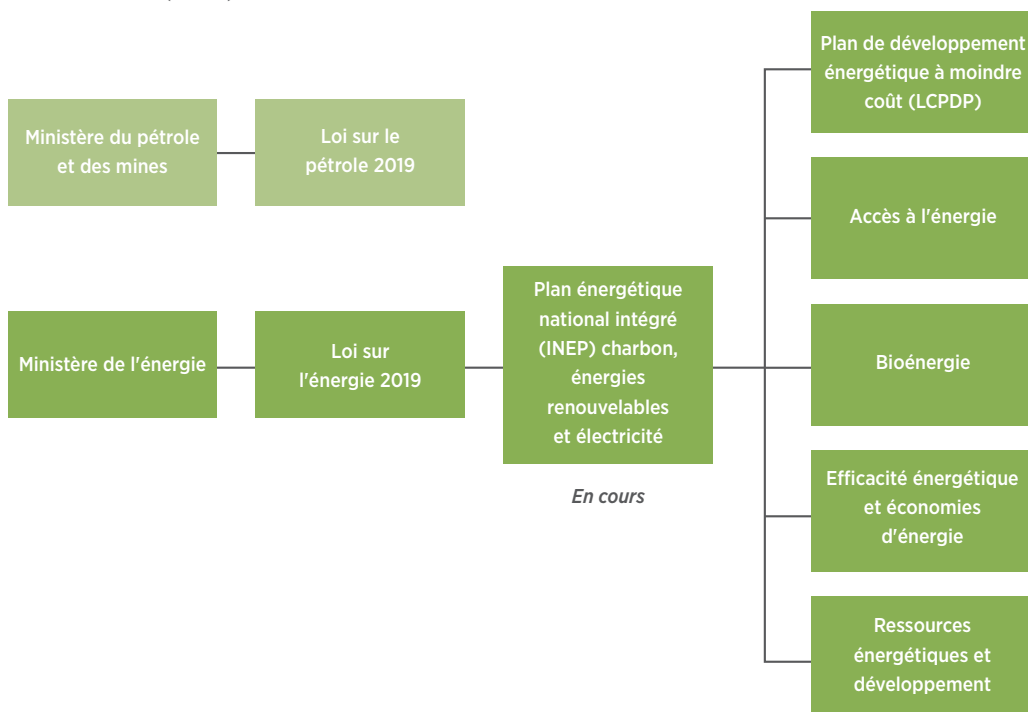 Plan de développement
énergétique à moindre
coût (LCPDP)
Ministère du pétrole
et des mines
Loi sur le
pétrole 2019
Accès à l'énergie
Ministère de l'énergie
Loi sur
l'énergie 2019
Plan énergétique
national intégré
(INEP) charbon,
énergies
renouvelables
et électricité
En cours
Bioénergie
Efficacité énergétique
et économies
d'énergie
Ressources
énergétiques et
développement